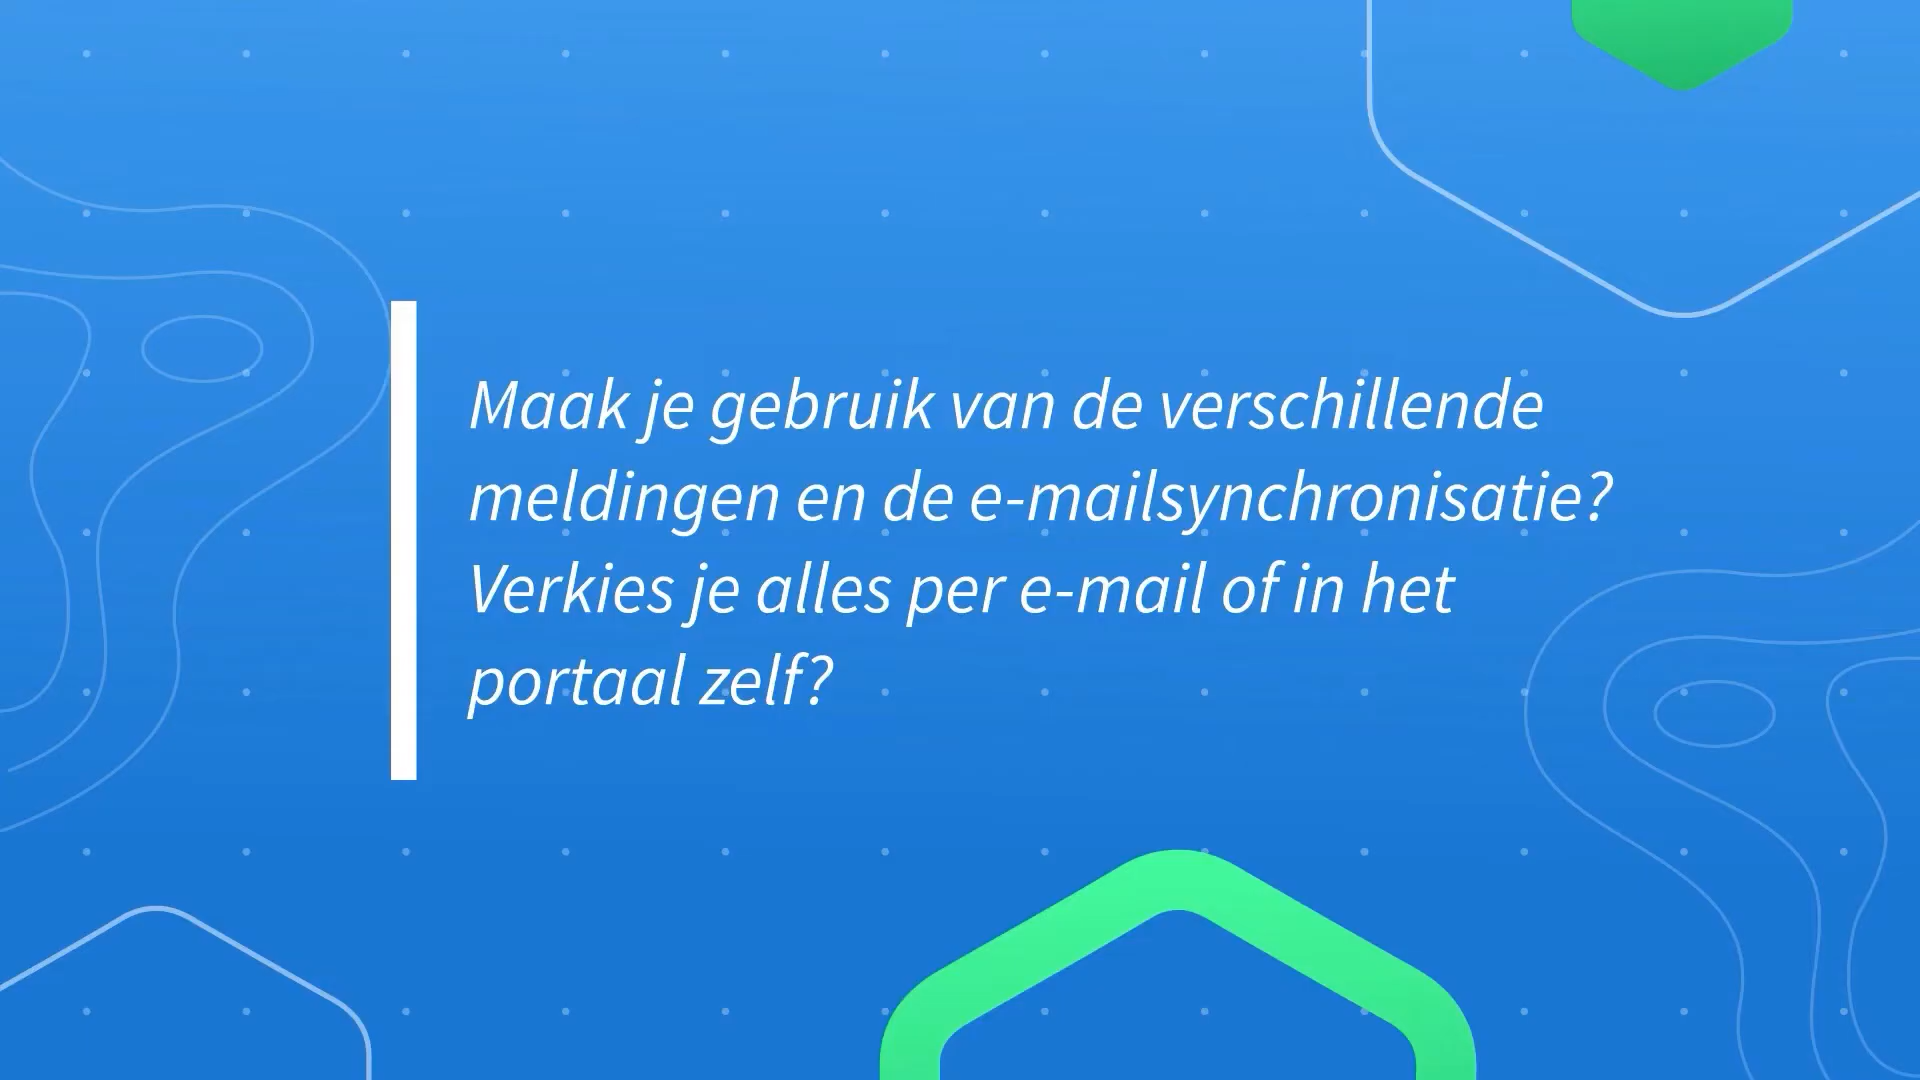 Maak je gebruik van de verschillende
meldingen en de e-mailsynchronisatie?
Verkies je alles per e-mail of in het
portaal zelf?